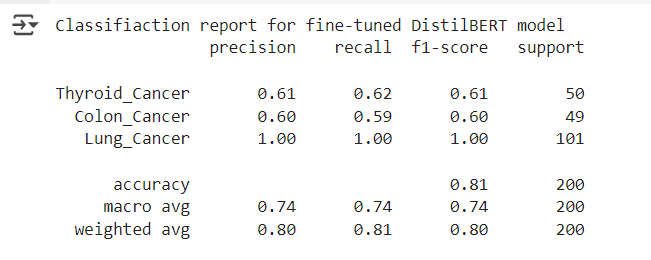 Classifiaction report for fine-tuned DistilBERT model
precision recall f1-score support
Thyroid_Cancer 0.61 0.62 0.61 50
Colon_Cancer 0.60 0.59 0.60 49
Lung_Cancer 1.00 1.00 1.00 101
accuracy 0.81 200
macro avg 0.74 0.74 0.74 200
weighted avg 0.80 0.81 0.80 200